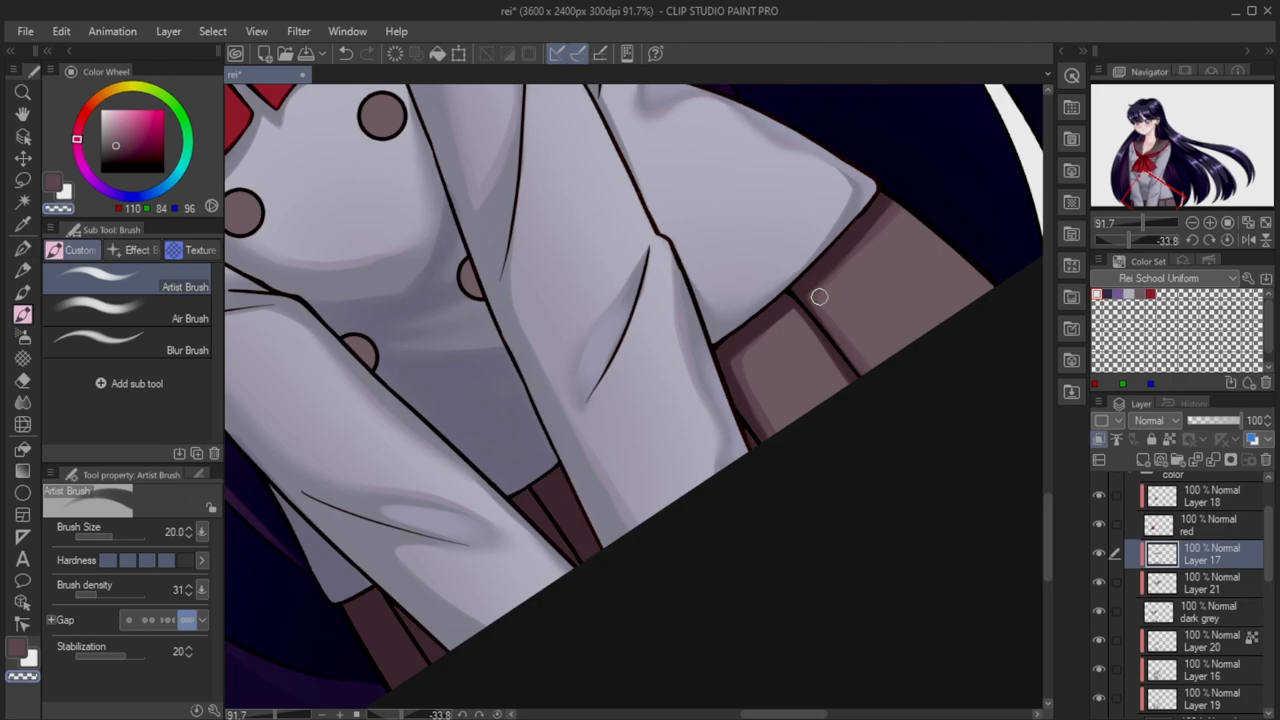 rei* (3600 x 2400px 300dpi 91.7%) - CLIP STUDIO PAINT PRO
File Edit Animation Layer Select View Filter Window Help
rei*
Color Wheel
110 84 96
Sub Tool: Brush
Custom Effect B Texture
Artist Brush
Air Brush
Blur Brush
Add sub tool
Tool property: Artist Brush
Artist Brush
Brush Size 20.0
Hardness
Brush density 31
Gap
Stabilization 20
91.7 -33.8
Navigator
91.7
-33.8
Color Set
Rei School Uniform
Layer History
Normal 100
color
100 % Normal
Layer 18
100 % Normal
red
100 % Normal
Layer 17
100 % Normal
Layer 21
100 % Normal
dark grey
100 % Normal
Layer 20
100 % Normal
Layer 16
100 % Normal
Layer 19